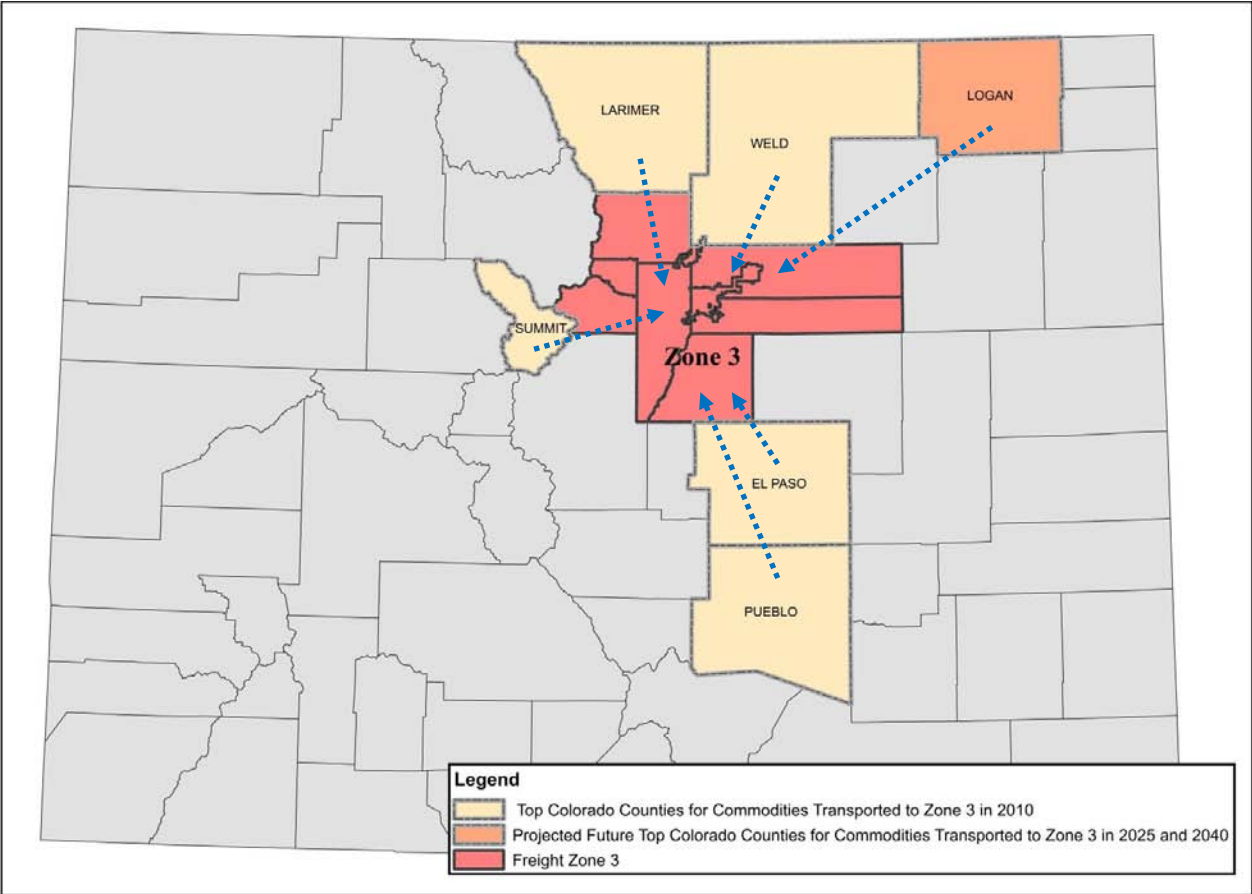 LOGAN
LARIMER
WELD
SUMMIT
Zone 3
EL PASO
PUEBLO
Legend
Top Colorado Counties for Commodities Transported to Zone 3 in 2010
Projected Future Top Colorado Counties for Commodities Transported to Zone 3 in 2025 and 2040
Freight Zone 3